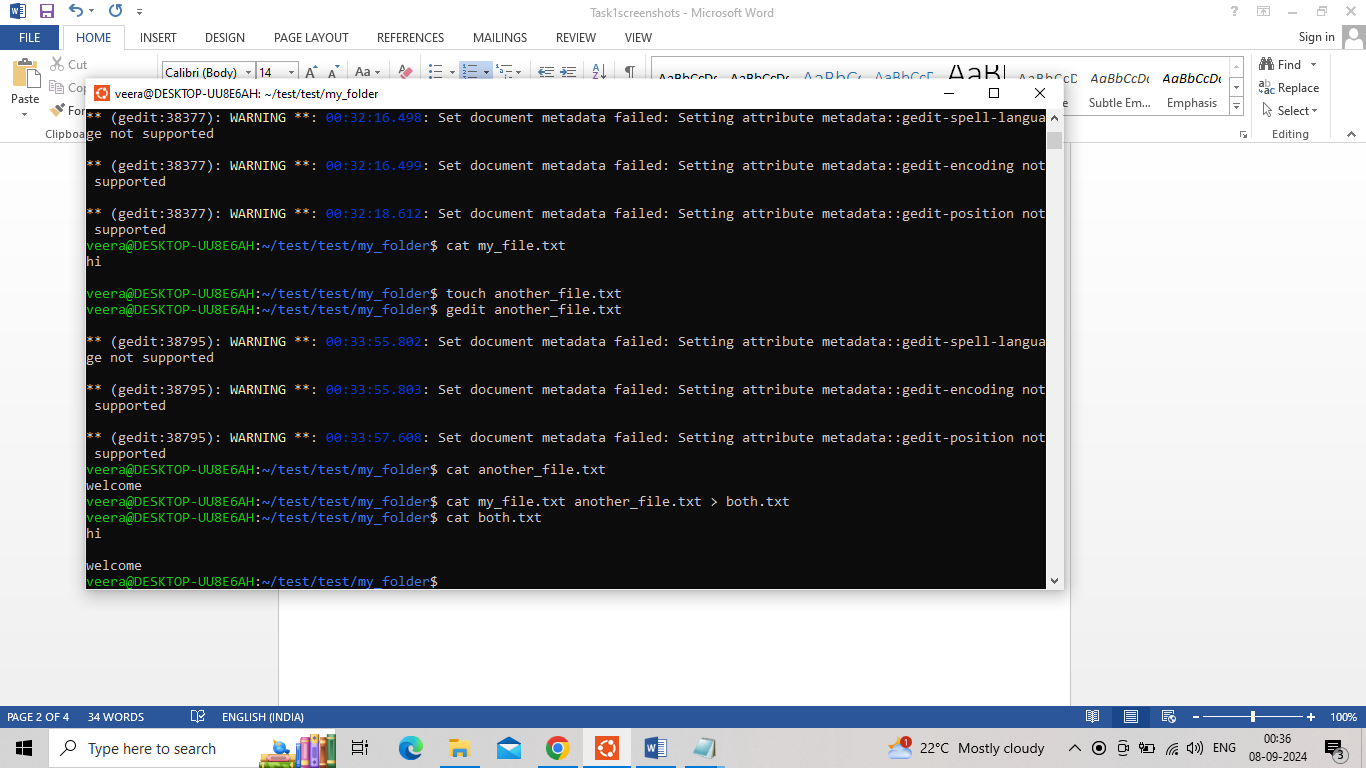 Task1screenshots - Microsoft Word
FILE HOME INSERT DESIGN PAGE LAYOUT REFERENCES MAILINGS REVIEW VIEW Sign in
Cut
Calibri (Body) 14 Aa
Paste
Clipboa
Find
Replace
Select
Editing
AaBbCcDc
Subtle Em...
AaBbCcDc
Emphasis
veera@DESKTOP-UU8E6AH: ~/test/test/my_folder
** (gedit:38377): WARNING **: 00:32:16.498: Set document metadata failed: Setting attribute metadata::gedit-spell-langua
ge not supported
** (gedit:38377): WARNING **: 00:32:16.499: Set document metadata failed: Setting attribute metadata::gedit-encoding not
supported
** (gedit:38377): WARNING **: 00:32:18.612: Set document metadata failed: Setting attribute metadata::gedit-position not
supported
veera@DESKTOP-UU8E6AH:~/test/test/my_folder$ cat my_file.txt
hi
veera@DESKTOP-UU8E6AH:~/test/test/my_folder$ touch another_file.txt
veera@DESKTOP-UU8E6AH:~/test/test/my_folder$ gedit another_file.txt
** (gedit:38795): WARNING **: 00:33:55.802: Set document metadata failed: Setting attribute metadata::gedit-spell-langua
ge not supported
** (gedit:38795): WARNING **: 00:33:55.803: Set document metadata failed: Setting attribute metadata::gedit-encoding not
supported
** (gedit:38795): WARNING **: 00:33:57.608: Set document metadata failed: Setting attribute metadata::gedit-position not
supported
veera@DESKTOP-UU8E6AH:~/test/test/my_folder$ cat another_file.txt
welcome
veera@DESKTOP-UU8E6AH:~/test/test/my_folder$ cat my_file.txt another_file.txt > both.txt
veera@DESKTOP-UU8E6AH:~/test/test/my_folder$ cat both.txt
hi
welcome
veera@DESKTOP-UU8E6AH:~/test/test/my_folder$
PAGE 2 OF 4 34 WORDS ENGLISH (INDIA) 100%
Type here to search
1 22°C Mostly cloudy ENG
00:36
08-09-2024
3